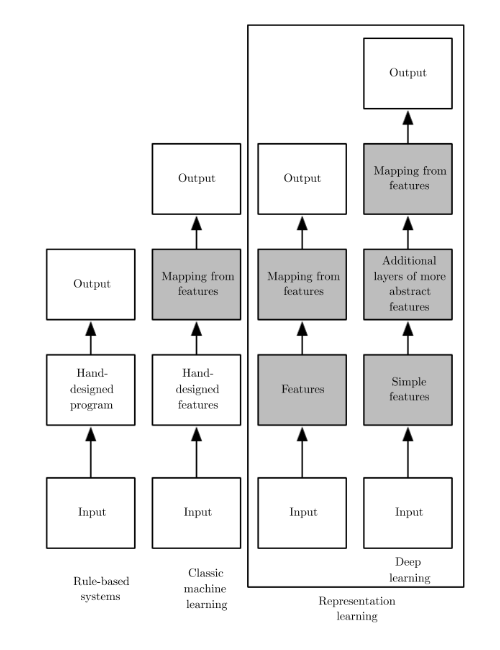 Output
Output
Output
Mapping from
features
Output
Mapping from
features
Mapping from
features
Additional
layers of more
abstract
features
Hand-
designed
program
Hand-
designed
features
Features
Simple
features
Input
Input
Input
Input
Rule-based
systems
Classic
machine
learning
Deep
learning
Representation
learning